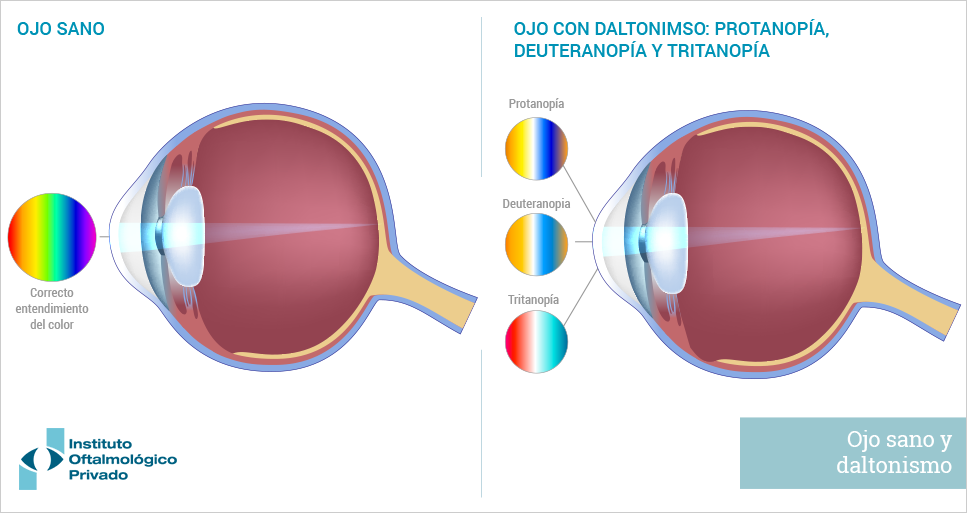 OJO SANO
Correcto
entendimiento
del color
OJO CON DALTONIMSO: PROTANOPÍA,
DEUTERANOPÍA Y TRITANOPÍA
Protanopía
Deuteranopia
Tritanopía
Instituto
Oftalmológico
Privado
Ojo sano y
daltonismo